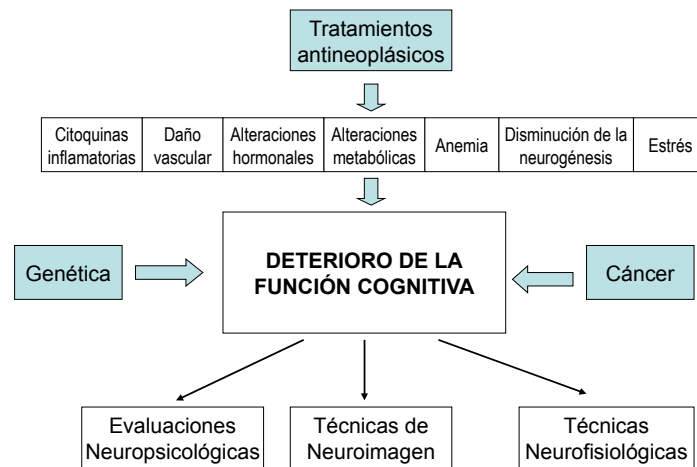 Tratamientos
antineoplásicos
Citoquinas
inflamatorias
Daño
vascular
Alteraciones
hormonales
Alteraciones
metabólicas
Anemia
Disminución de la
neurogénesis
Estrés
Genética
DETERIORO DE LA
FUNCIÓN COGNITIVA
Cáncer
Evaluaciones
Neuropsicológicas
Técnicas de
Neuroimagen
Técnicas
Neurofisiológicas